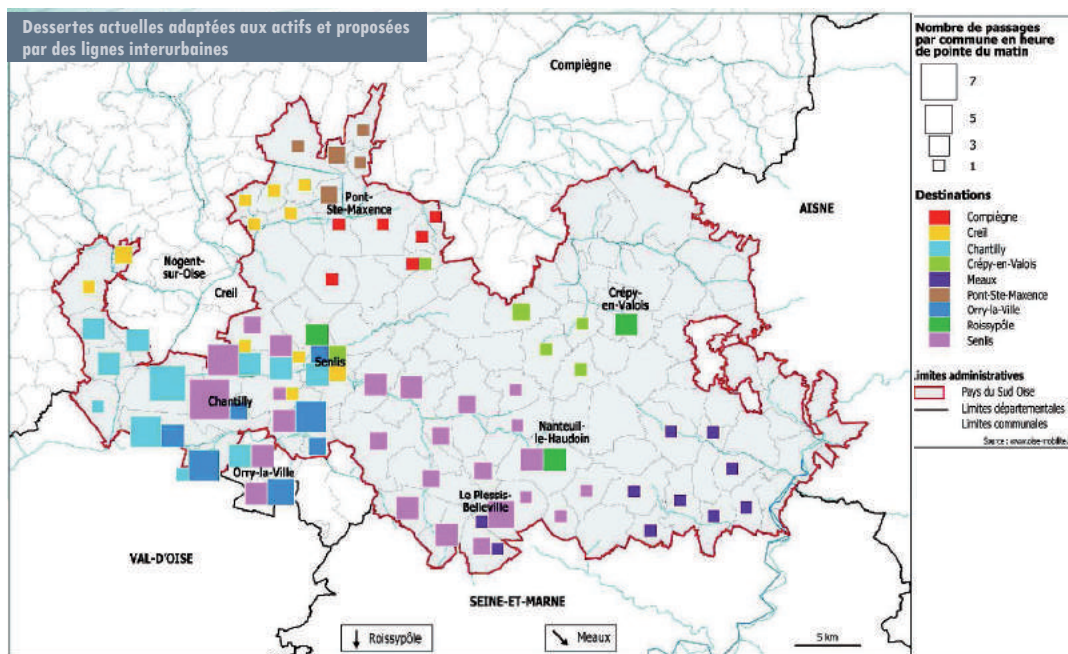 Dessertes actuelles adaptées aux actifs et proposées
par des lignes interurbaines
Compiègne
AISNE
Pont-
Ste-Maxence
Nogent-
sur-Oise
Creil
Crépy-
en-Valois
Senlis
Chantilly
Nanteuil
-le-Haudoin
Orry-la-Ville
Le Plessis-
Belleville
VAL-D'OISE
SEINE-ET-MARNE
Roissypôle
Meaux
5 km
Nombre de passages
par commune en heure
de pointe du matin
7
5
3
1
Destinations
Compiègne
Creil
Chantilly
Crépy-en-Valois
Meaux
Pont-Ste-Maxence
Orry-la-Ville
Roissypôle
Senlis
Limites administratives
Pays du Sud Oise
Limites départementales
Limites communales
Source : www.oise-mobilite.